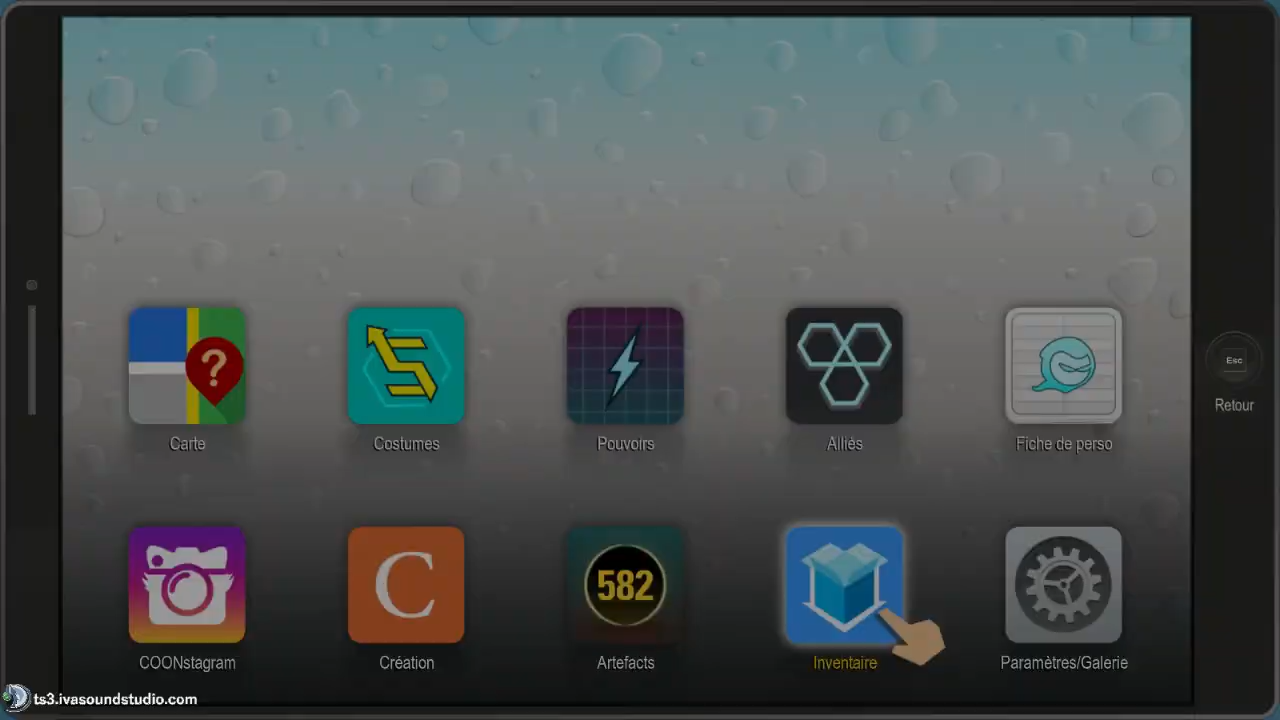 ?
Carte
Costumes
Pouvoirs
Alliés
Fiche de perso
Esc
Retour
C
582
COONstagram
Création
Artefacts
Inventaire
Paramètres/Galerie
ts3.ivasoundstudio.com